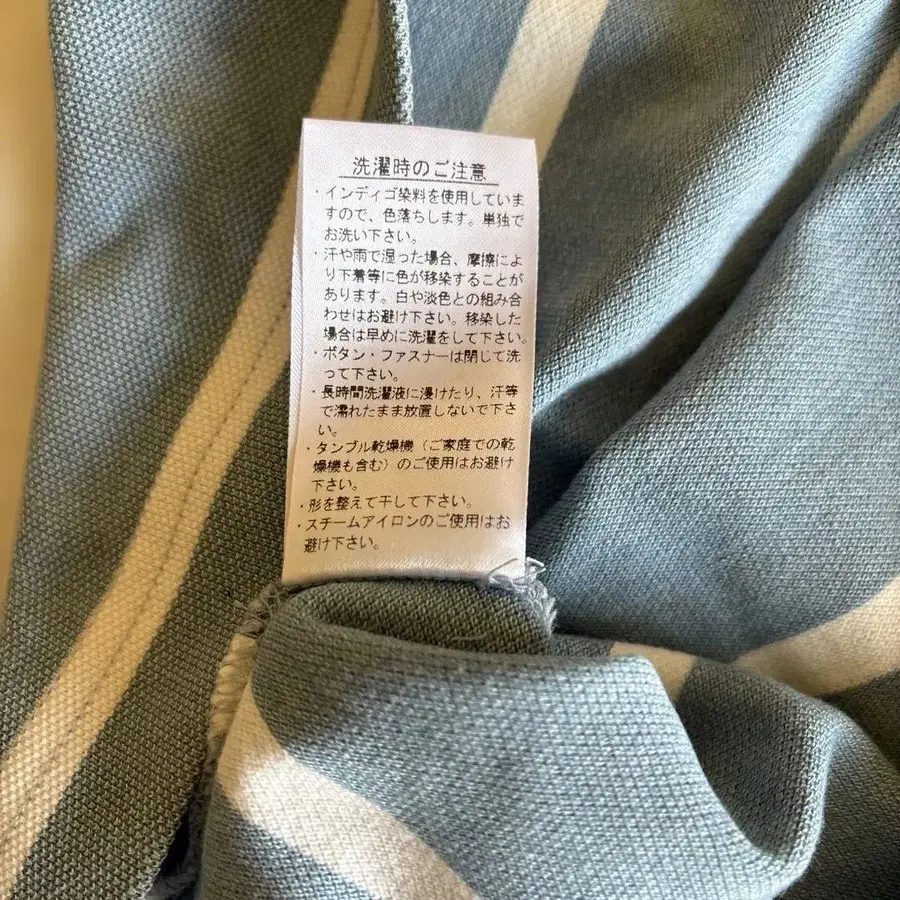 洗濯時のご注意
・インディゴ染料を使用していま
すので、色落ちします。単独で
お洗い下さい。
・汗や雨で湿った場合、摩擦によ
り下着等に色が移染することが
あります。白や淡色との組み合
わせはお避け下さい。移染した
場合は早めに洗濯をして下さい。
・ボタン・ファスナーは閉じて洗
って下さい。
・長時間洗濯液に浸けたり、汗等
で濡れたまま放置しないで下さ
い。
・タンブル乾燥機（ご家庭での乾
燥機も含む）のご使用はお避け
下さい。
・形を整えて干して下さい。
・スチームアイロンのご使用はお
避け下さい。